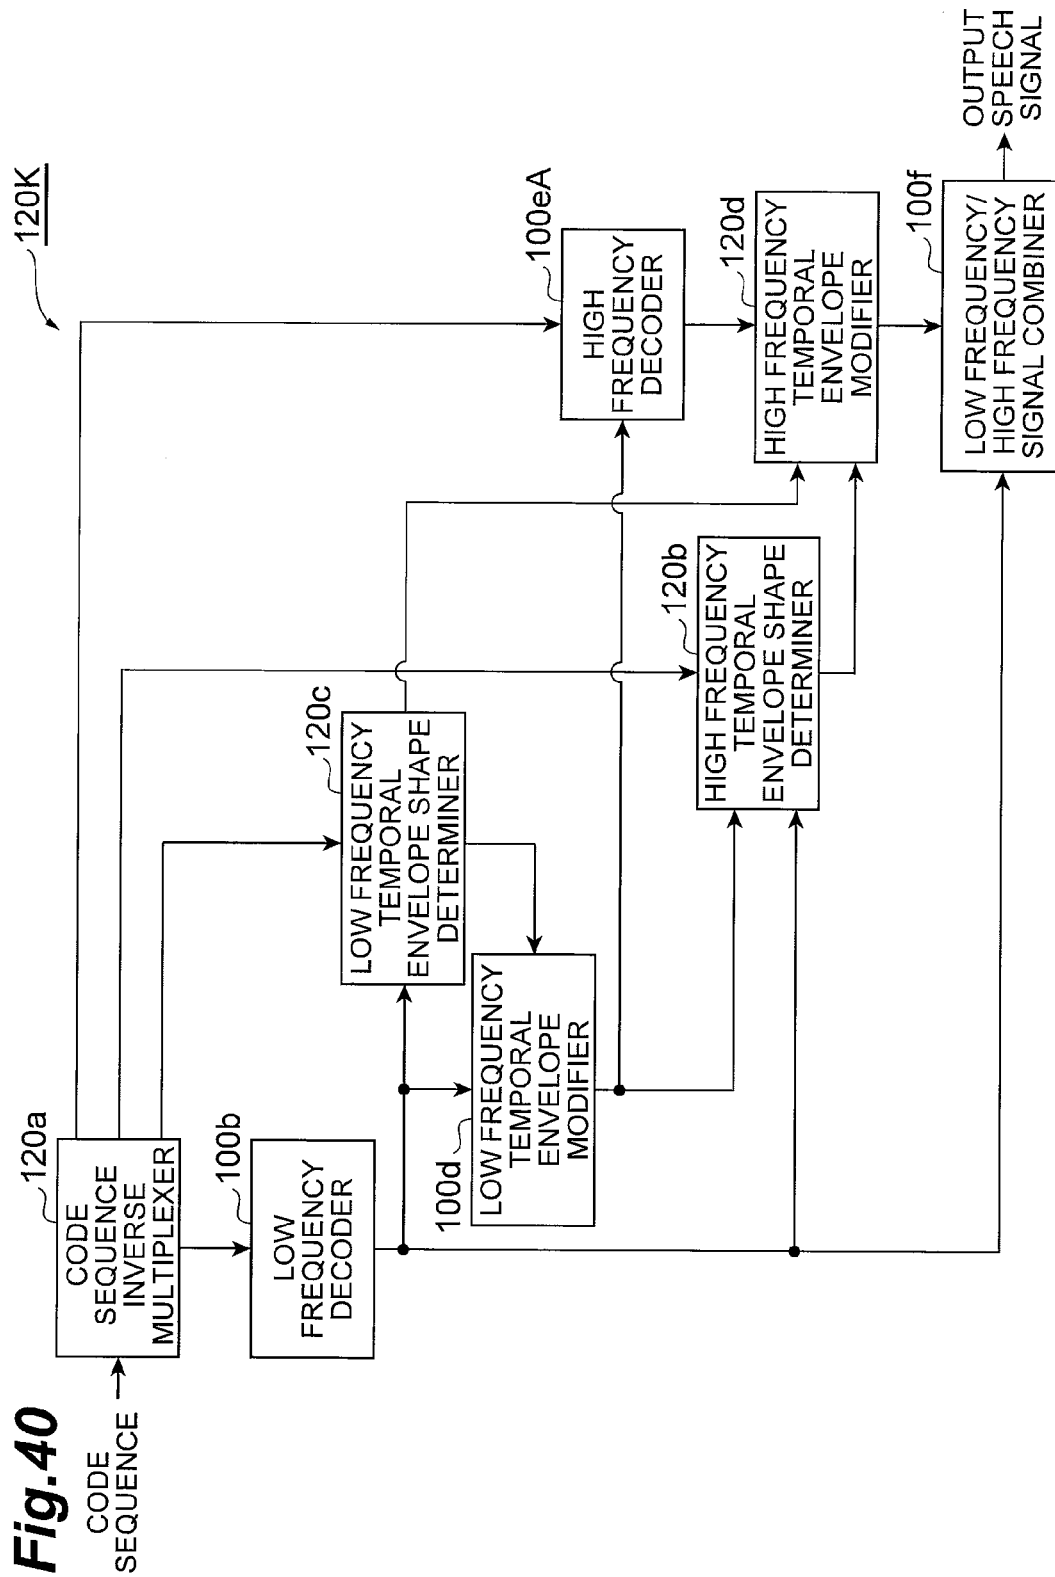 Fig.40
120K
CODE
SEQUENCE
120a
CODE
SEQUENCE
INVERSE
MULTIPLEXER
100b
LOW
FREQUENCY
DECODER
120c
LOW FREQUENCY
TEMPORAL
ENVELOPE SHAPE
DETERMINER
100d
LOW FREQUENCY
TEMPORAL
ENVELOPE
MODIFIER
120b
HIGH FREQUENCY
TEMPORAL
ENVELOPE SHAPE
DETERMINER
100eA
HIGH
FREQUENCY
DECODER
120d
HIGH FREQUENCY
TEMPORAL
ENVELOPE
MODIFIER
100f
LOW FREQUENCY/
HIGH FREQUENCY
SIGNAL COMBINER
OUTPUT
SPEECH
SIGNAL